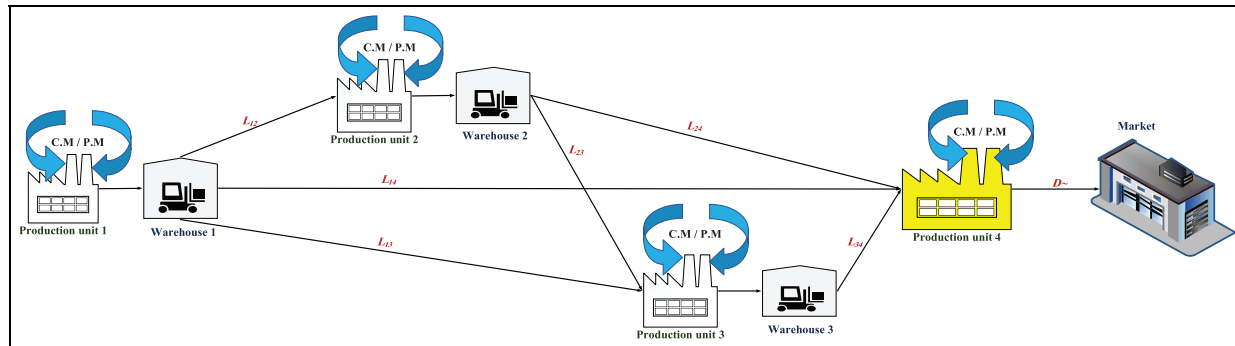 C.M / P.M
Production unit 2
Warehouse 2
L12
L24
L23
C.M / P.M
Production unit 1
Warehouse 1
L14
L13
C.M / P.M
Production unit 3
Warehouse 3
L34
C.M / P.M
Production unit 4
D~
Market